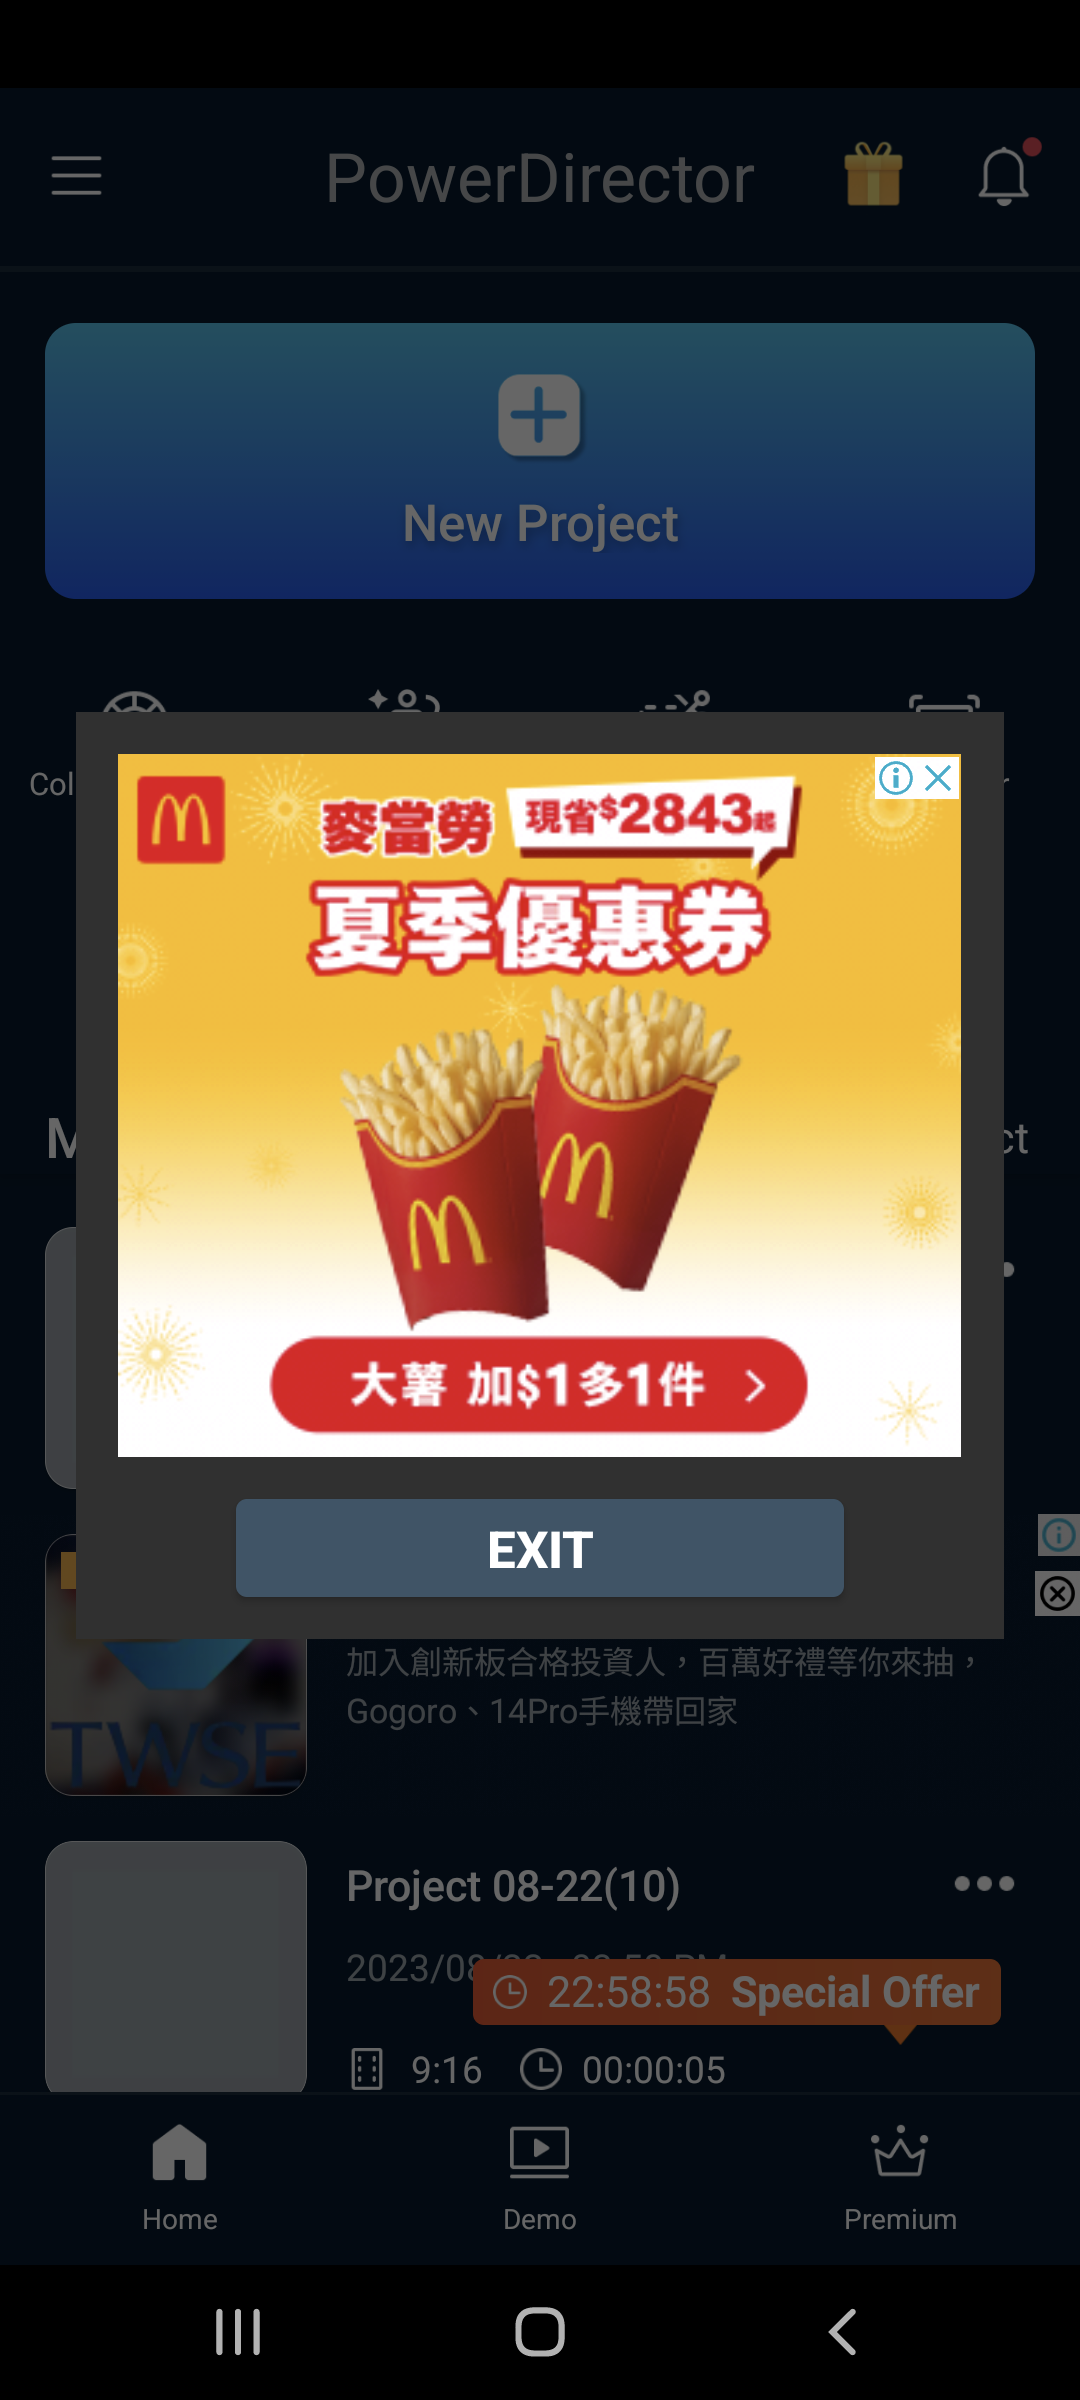 PowerDirector
New Project
Col
麥當勞 現省$2843起
夏季優惠券
大薯 加$1多1件
ct
EXIT
加入創新板合格投資人，百萬好禮等你來抽，
Gogoro、14Pro手機帶回家
TWSE
Project 08-22(10)
2023/08
22:58:58 Special Offer
9:16 00:00:05
Home Demo Premium